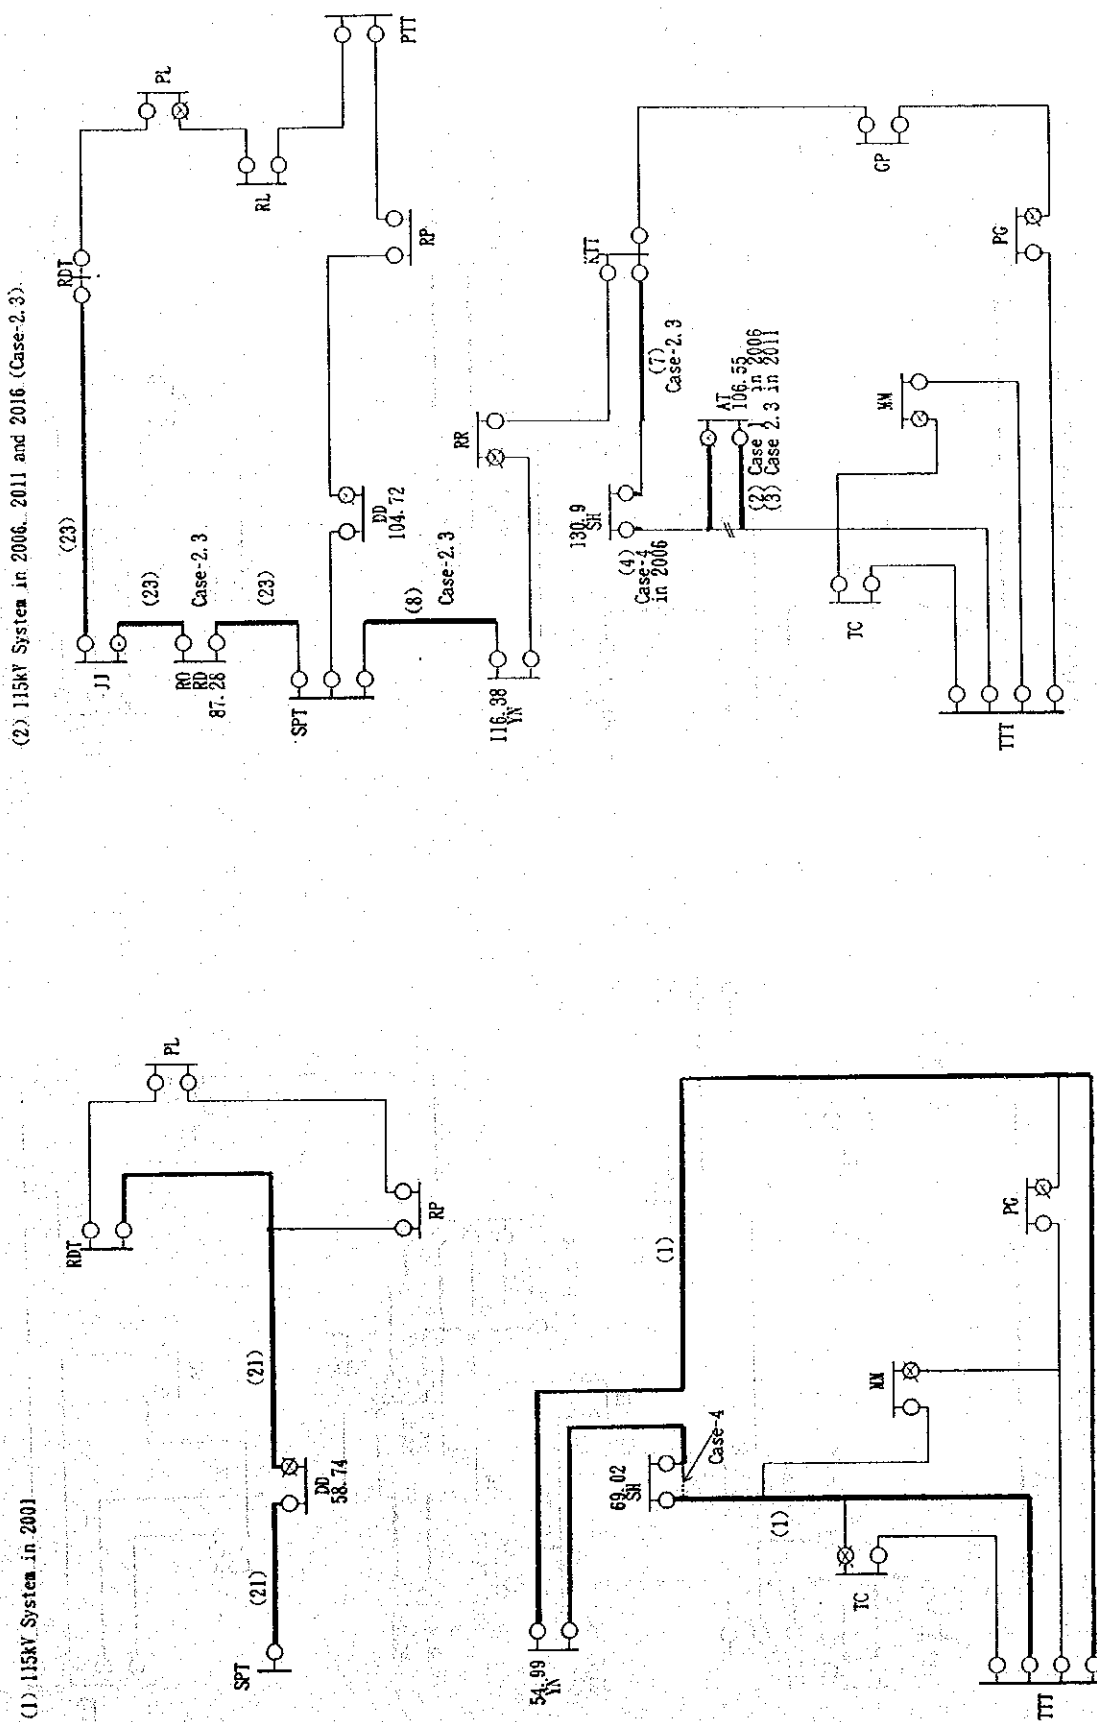 (1) 115kV System in 2001
SPT
(21)
DD
58.74
(21)
RDT
PL
RP
54.99
YN
69.02
SH
Case-4
(1)
(1)
TC
MM
PG
TTT
(2) 115kV System in 2006, 2011 and 2016 (Case-2.3)
JJ
(23)
RDT
PL
RL
PTT
(23)
Case-2.3
RO
RD
87.28
(23)
SPT
DD
104.72
RP
(8)
Case-2.3
116.38
YN
RR
KTT
(7)
Case-2.3
130.9
SH
(4)
Case-4
in 2006
AT
106.55
(2) Case 1 in 2006
(3) Case 2.3 in 2011
GP
PG
MM
TC
TTT